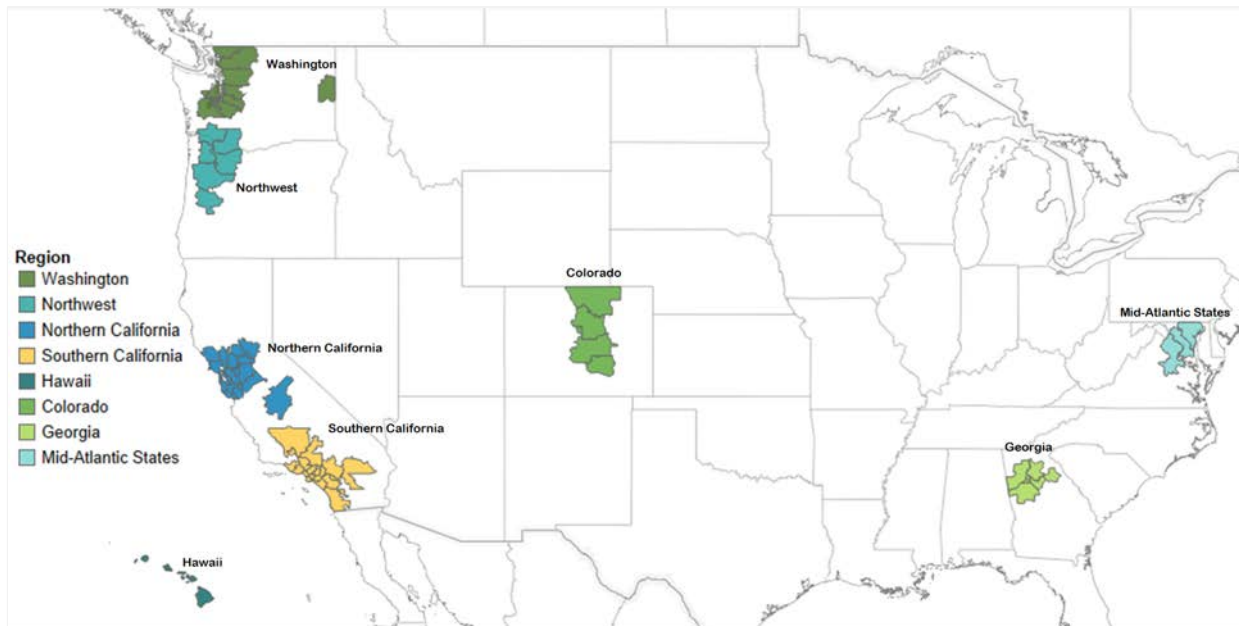 Washington
Northwest
Region
Washington
Northwest
Northern California
Southern California
Hawaii
Colorado
Georgia
Mid-Atlantic States
Colorado
Mid-Atlantic States
Northern California
Southern California
Georgia
Hawaii